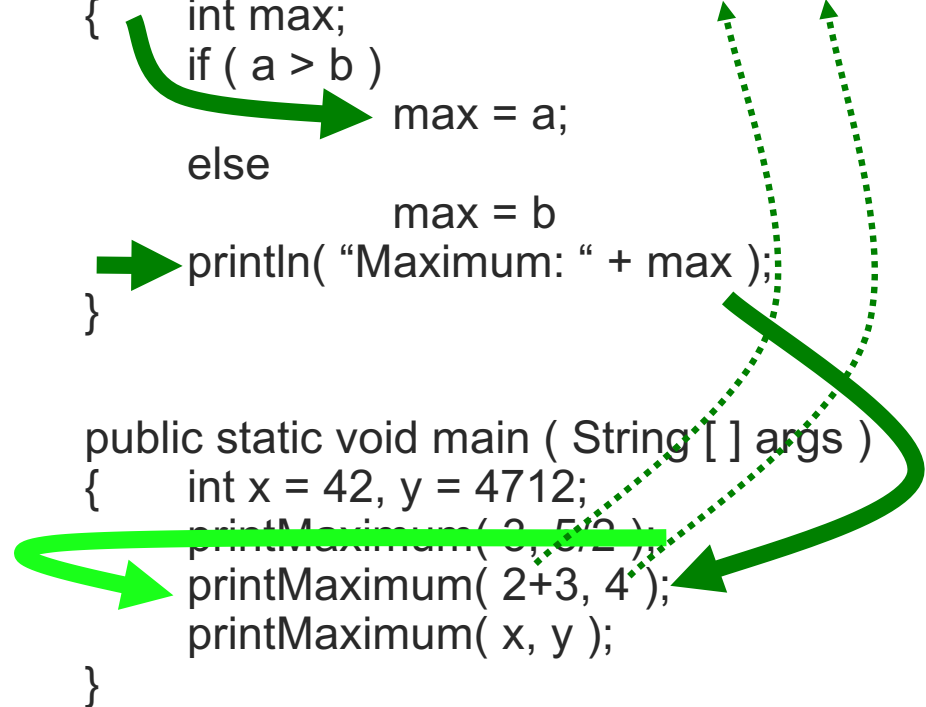 { int max;
if ( a > b )
max = a;
else
max = b
println( “Maximum: “ + max );
}
public static void main ( String [ ] args )
{ int x = 42, y = 4712;
printMaximum( 3, 5/2 );
printMaximum( 2+3, 4 );
printMaximum( x, y );
}